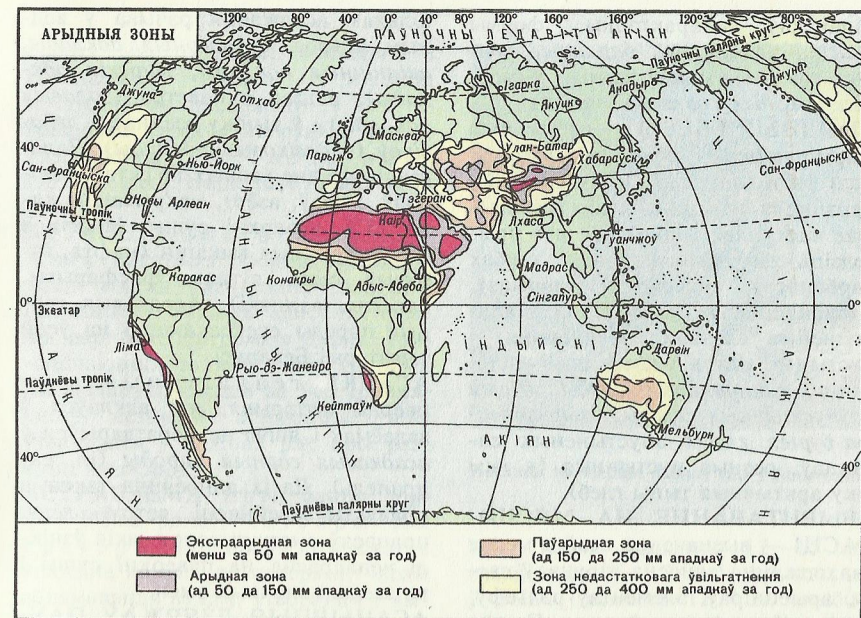 АРЫДНЫЯ ЗОНЫ
120° 80° 40° 0° 40° 80° 120° 160° 160° 120° 80°
ПАЎНОЧНЫ ЛЕДАВІТЫ АКІЯН
Паўночны палярны круг
Джуна
Готхаб
Ігарка
Якуцк
Анадыр
Джуна
Масква
Парыж
Улан-Батар
Хабараўск
40°
Сан-Францыска
Нью-Йорк
Сан-Францыска
40°
Новы Арлеан
Тэгеран
Лхаса
Паўночны тропік
Каір
Гуанчжоў
Каракас
Конакры
Адыс-Абеба
Мадрас
Сінгапур
0°
Экватар
0°
ІНДЫЙСКІ
Ліма
Дарвін
Рыо-дэ-Жанейра
Паўднёвы тропік
Кейптаўн
АКІЯН
Мельбурн
40°
40°
Паўднёвы палярны круг
Экстраарыдная зона
(менш за 50 мм ападкаў за год)
Арыдная зона
(ад 50 да 150 мм ападкаў за год)
Паўарыдная зона
(ад 150 да 250 мм ападкаў за год)
Зона недастатковага ўвільгатнення
(ад 250 да 400 мм ападкаў за год)